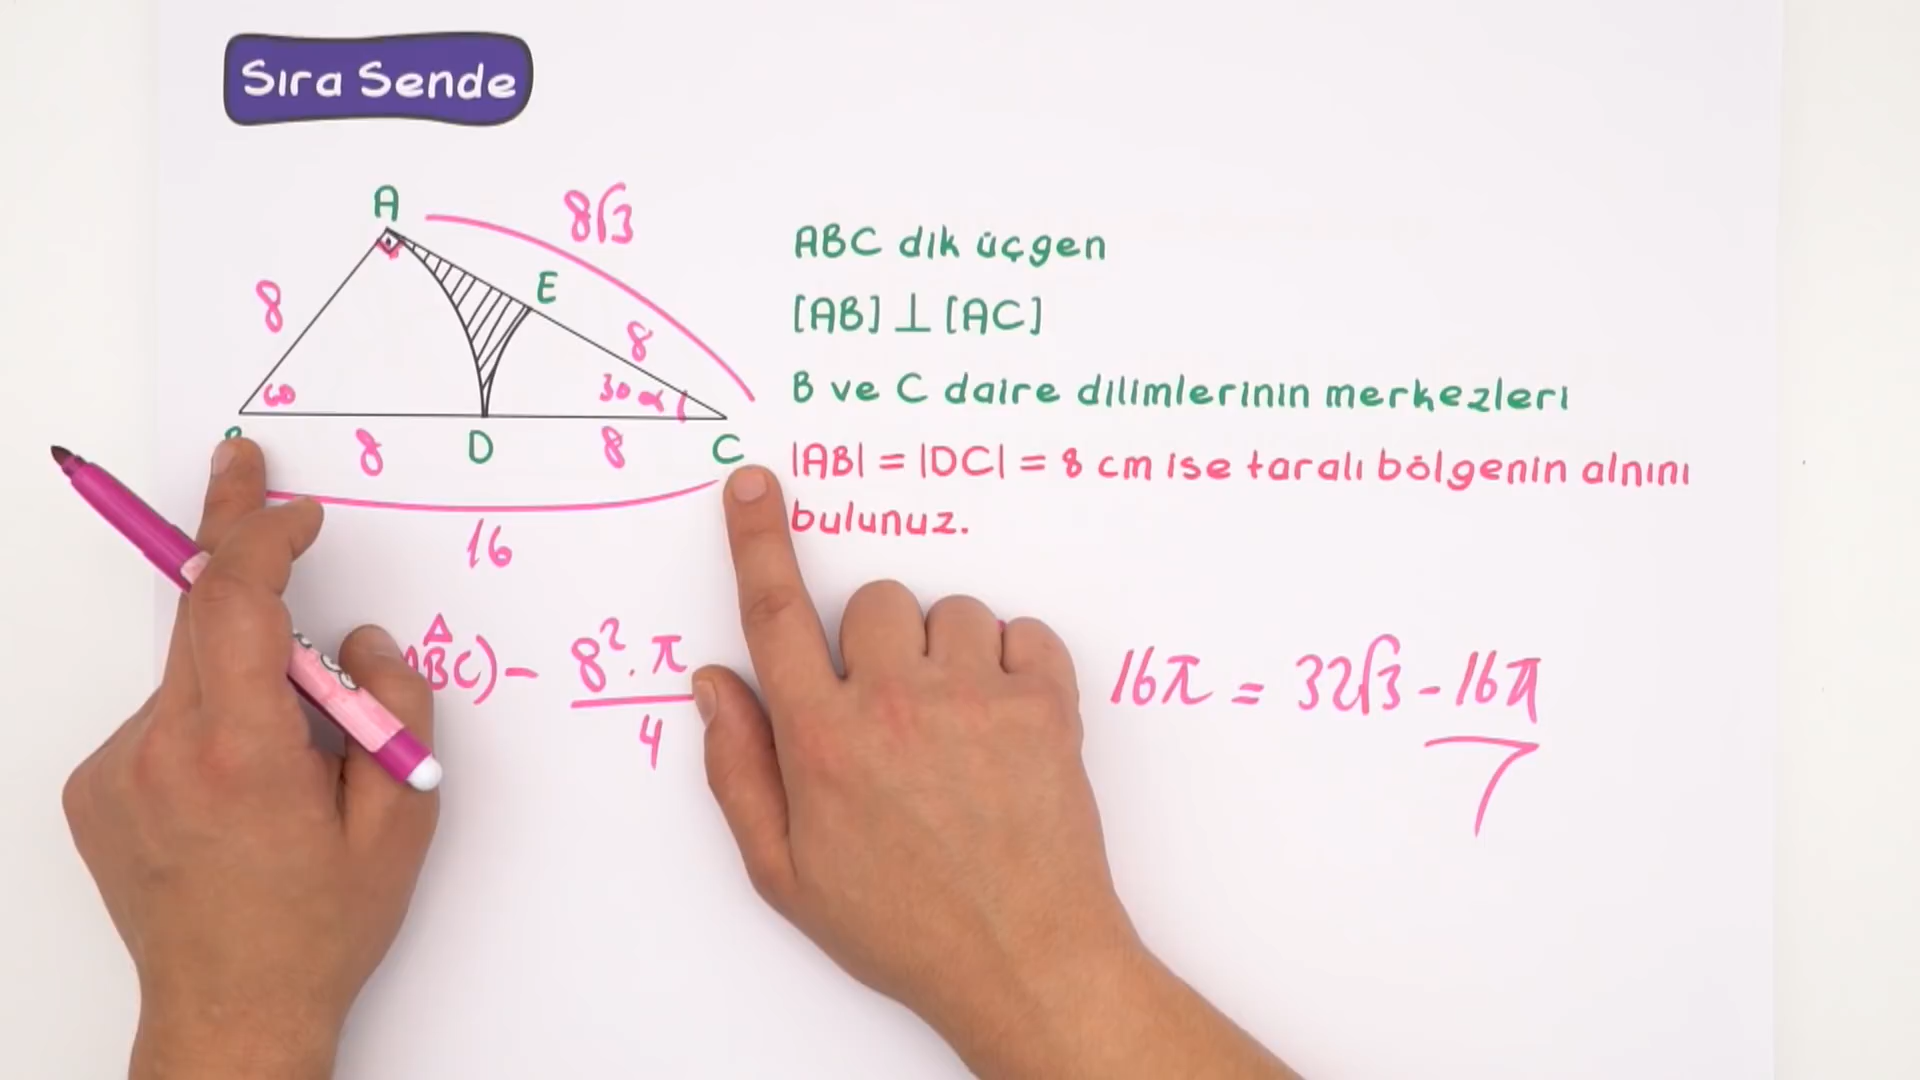 Sıra Sende
A
8√3
E
8
8
60
30 α
8
D
8
C
16
ABC dik üçgen
[AB] ⊥ [AC]
B ve C daire dilimlerinin merkezleri
|AB| = |DC| = 8 cm ise taralı bölgenin alnını
bulunuz.
ABC) - 8² . π / 4
16π = 32√3 - 16π